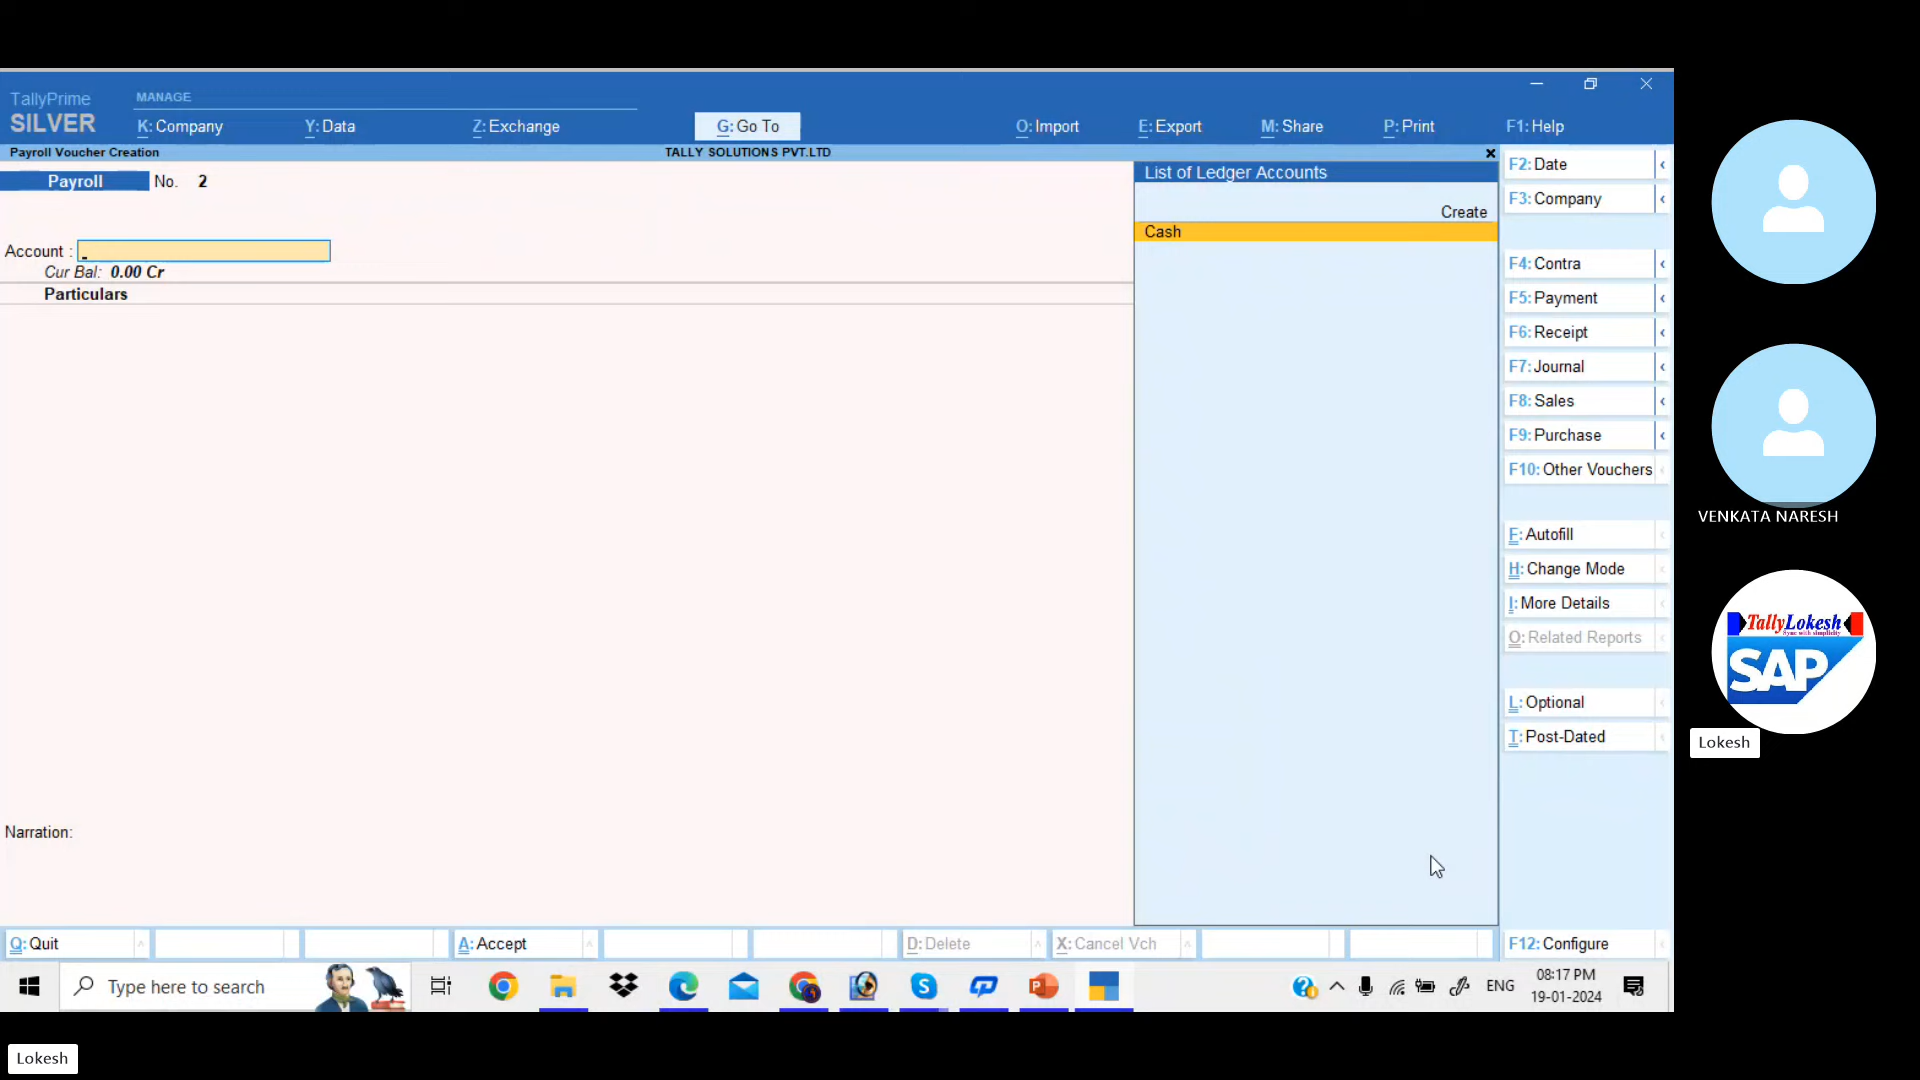 TallyPrime
SILVER
MANAGE
K: Company
Y: Data
Z: Exchange
G: Go To
O: Import
E: Export
M: Share
P: Print
F1: Help
Payroll Voucher Creation
TALLY SOLUTIONS PVT.LTD
Payroll No. 2
Account :
Cur Bal: 0.00 Cr
Particulars
Narration:
List of Ledger Accounts
Create
Cash
F2: Date
F3: Company
F4: Contra
F5: Payment
F6: Receipt
F7: Journal
F8: Sales
F9: Purchase
F10: Other Vouchers
F: Autofill
H: Change Mode
I: More Details
O: Related Reports
L: Optional
T: Post-Dated
Q: Quit
A: Accept
D: Delete
X: Cancel Vch
F12: Configure
Type here to search
ENG
08:17 PM
19-01-2024
VENKATA NARESH
TallyLokesh
Sync with simplicity
SAP
Lokesh
Lokesh